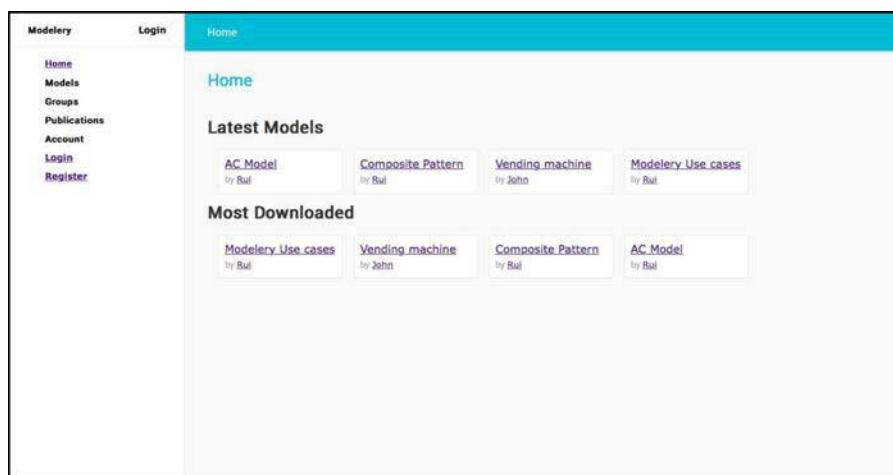 Modelery Login
Home
Models
Groups
Publications
Account
Login
Register
Home
Home
Latest Models
AC Model Composite Pattern Vending machine Modelery Use cases
by Rui by Rui by John by Rui
Most Downloaded
Modelery Use cases Vending machine Composite Pattern AC Model
by Rui by John by Rui by Rui